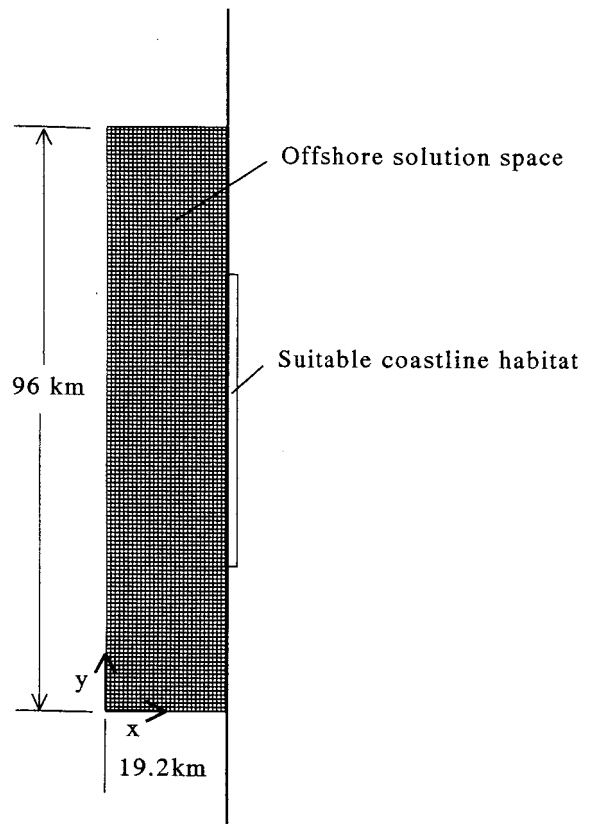 Offshore solution space
Suitable coastline habitat
96 km
y
x
19.2km